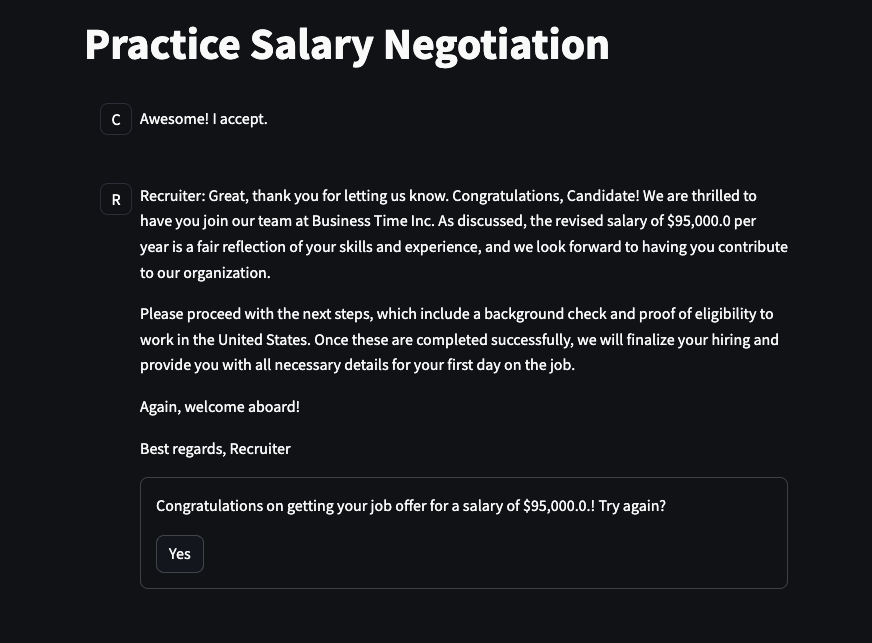 Practice Salary Negotiation
C
Awesome! I accept.
R
Recruiter: Great, thank you for letting us know. Congratulations, Candidate! We are thrilled to
have you join our team at Business Time Inc. As discussed, the revised salary of $95,000.0 per
year is a fair reflection of your skills and experience, and we look forward to having you contribute
to our organization.
Please proceed with the next steps, which include a background check and proof of eligibility to
work in the United States. Once these are completed successfully, we will finalize your hiring and
provide you with all necessary details for your first day on the job.
Again, welcome aboard!
Best regards, Recruiter
Congratulations on getting your job offer for a salary of $95,000.0.! Try again?
Yes